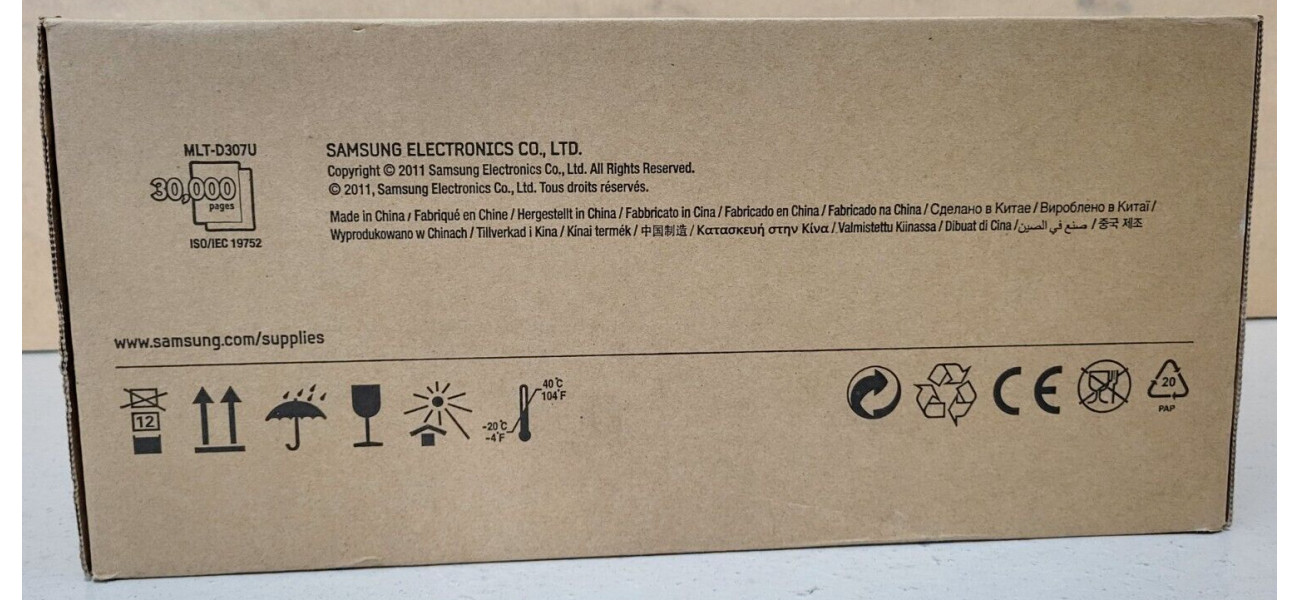 MLT-D307U
30,000
pages
ISO/IEC 19752
SAMSUNG ELECTRONICS CO., LTD.
Copyright © 2011 Samsung Electronics Co., Ltd. All Rights Reserved.
© 2011, Samsung Electronics Co., Ltd. Tous droits réservés.
Made in China / Fabriqué en Chine / Hergestellt in China / Fabbricato in Cina / Fabricado en China / Fabricado na China / Сделано в Китае / Вироблено в Китаї /
Wyprodukowano w Chinach / Tillverkad i Kina / Kínai termék / 中国制造 / Κατασκευή στην Κίνα / Valmistettu Kiinassa / Dibuat di Cina / صنع في الصين / 중국 제조
www.samsung.com/supplies
12
40°C
104°F
-20°C
-4°F
CE
20
PAP